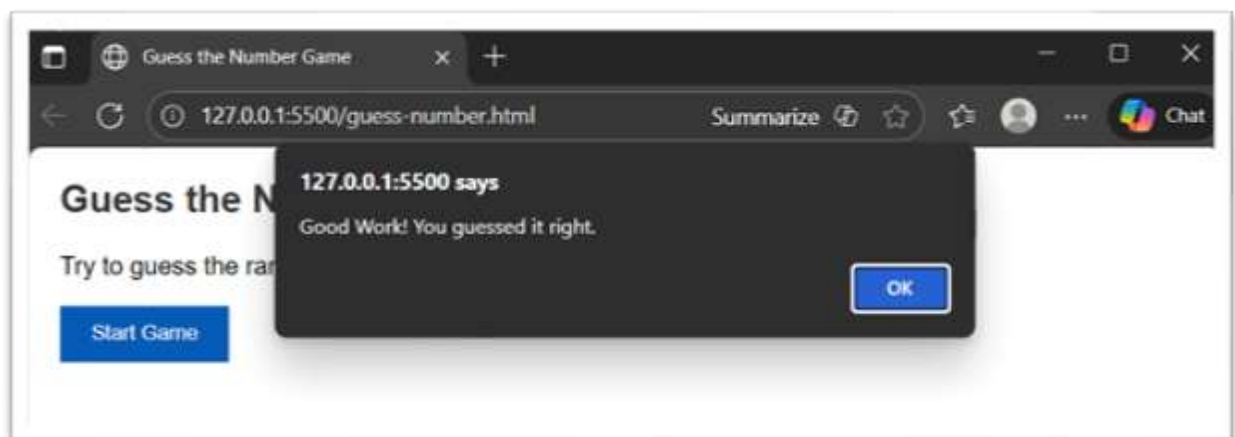 Guess the Number Game
127.0.0.1:5500/guess-number.html Summarize Chat
127.0.0.1:5500 says
Guess the N
Good Work! You guessed it right.
Try to guess the rar
OK
Start Game